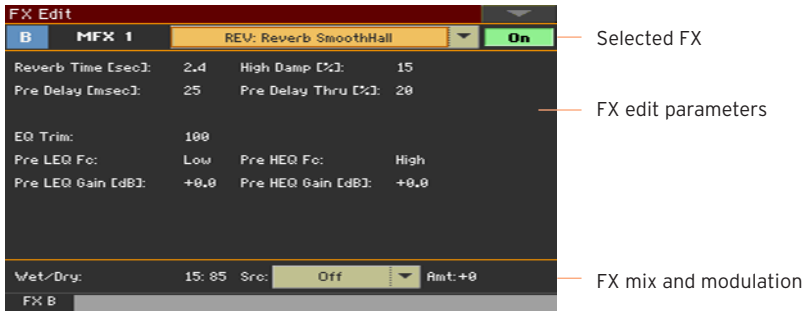 FX Edit
B MFX 1 REV: Reverb SmoothHall On Selected FX
Reverb Time [sec]: 2.4 High Damp [%]: 15
Pre Delay [msec]: 25 Pre Delay Thru [%]: 20
FX edit parameters
EQ Trim: 100
Pre LEQ Fc: Low Pre HEQ Fc: High
Pre LEQ Gain [dB]: +0.0 Pre HEQ Gain [dB]: +0.0
Wet/Dry: 15: 85 Src: Off Amt:+0 FX mix and modulation
FX B